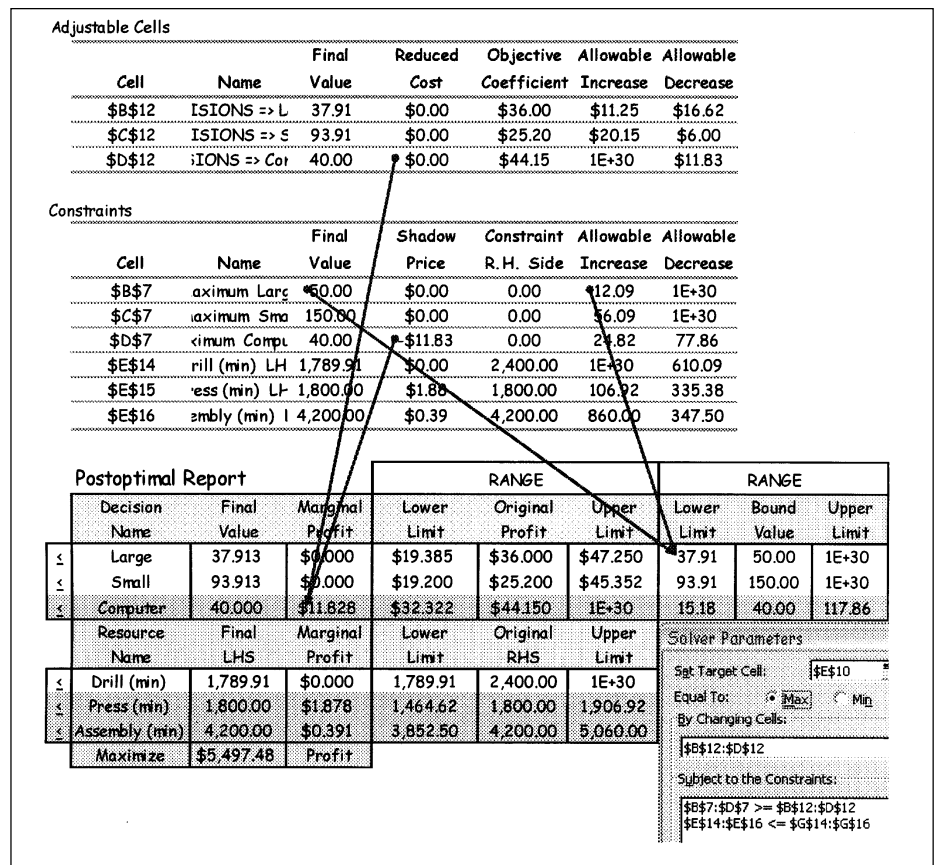 Adjustable Cells
Final Reduced Objective Allowable Allowable
Cell Name Value Cost Coefficient Increase Decrease
$B$12 ISIONS => L 37.91 $0.00 $36.00 $11.25 $16.62
$C$12 ISIONS => S 93.91 $0.00 $25.20 $20.15 $6.00
$D$12 IONS => Cor 40.00 $0.00 $44.15 1E+30 $11.83
Constraints
Final Shadow Constraint Allowable Allowable
Cell Name Value Price R.H. Side Increase Decrease
$B$7 aximum Larg 50.00 $0.00 0.00 12.09 1E+30
$C$7 aximum Sma 150.00 $0.00 0.00 56.09 1E+30
$D$7 imum Compu 40.00 -$11.83 0.00 24.82 77.86
$E$14 rill (min) LH 1,789.91 $0.00 2,400.00 1E+30 610.09
$E$15 ess (min) LH 1,800.00 $1.88 1,800.00 106.92 335.38
$E$16 embly (min) 4,200.00 $0.39 4,200.00 860.00 347.50
Postoptimal Report RANGE RANGE
Decision Final Marginal Lower Original Upper Lower Bound Upper
Name Value Profit Limit Profit Limit Limit Value Limit
≤ Large 37.913 $0.000 $19.385 $36.000 $47.250 37.91 50.00 1E+30
≤ Small 93.913 $0.000 $19.200 $25.200 $45.352 93.91 150.00 1E+30
≤ Computer 40.000 $11.828 $32.322 $44.150 1E+30 15.18 40.00 117.86
Resource Final Marginal Lower Original Upper
Name LHS Profit Limit RHS Limit
≤ Drill (min) 1,789.91 $0.000 1,789.91 2,400.00 1E+30
≤ Press (min) 1,800.00 $1.878 1,464.62 1,800.00 1,906.92
≤ Assembly (min) 4,200.00 $0.391 3,852.50 4,200.00 5,060.00
Maximize $5,497.48 Profit
Solver Parameters
Set Target Cell: $E$10
Equal To: Max Min
By Changing Cells:
$B$12:$D$12
Subject to the Constraints:
$B$7:$D$7 >= $B$12:$D$12
$E$14:$E$16 <= $G$14:$G$16